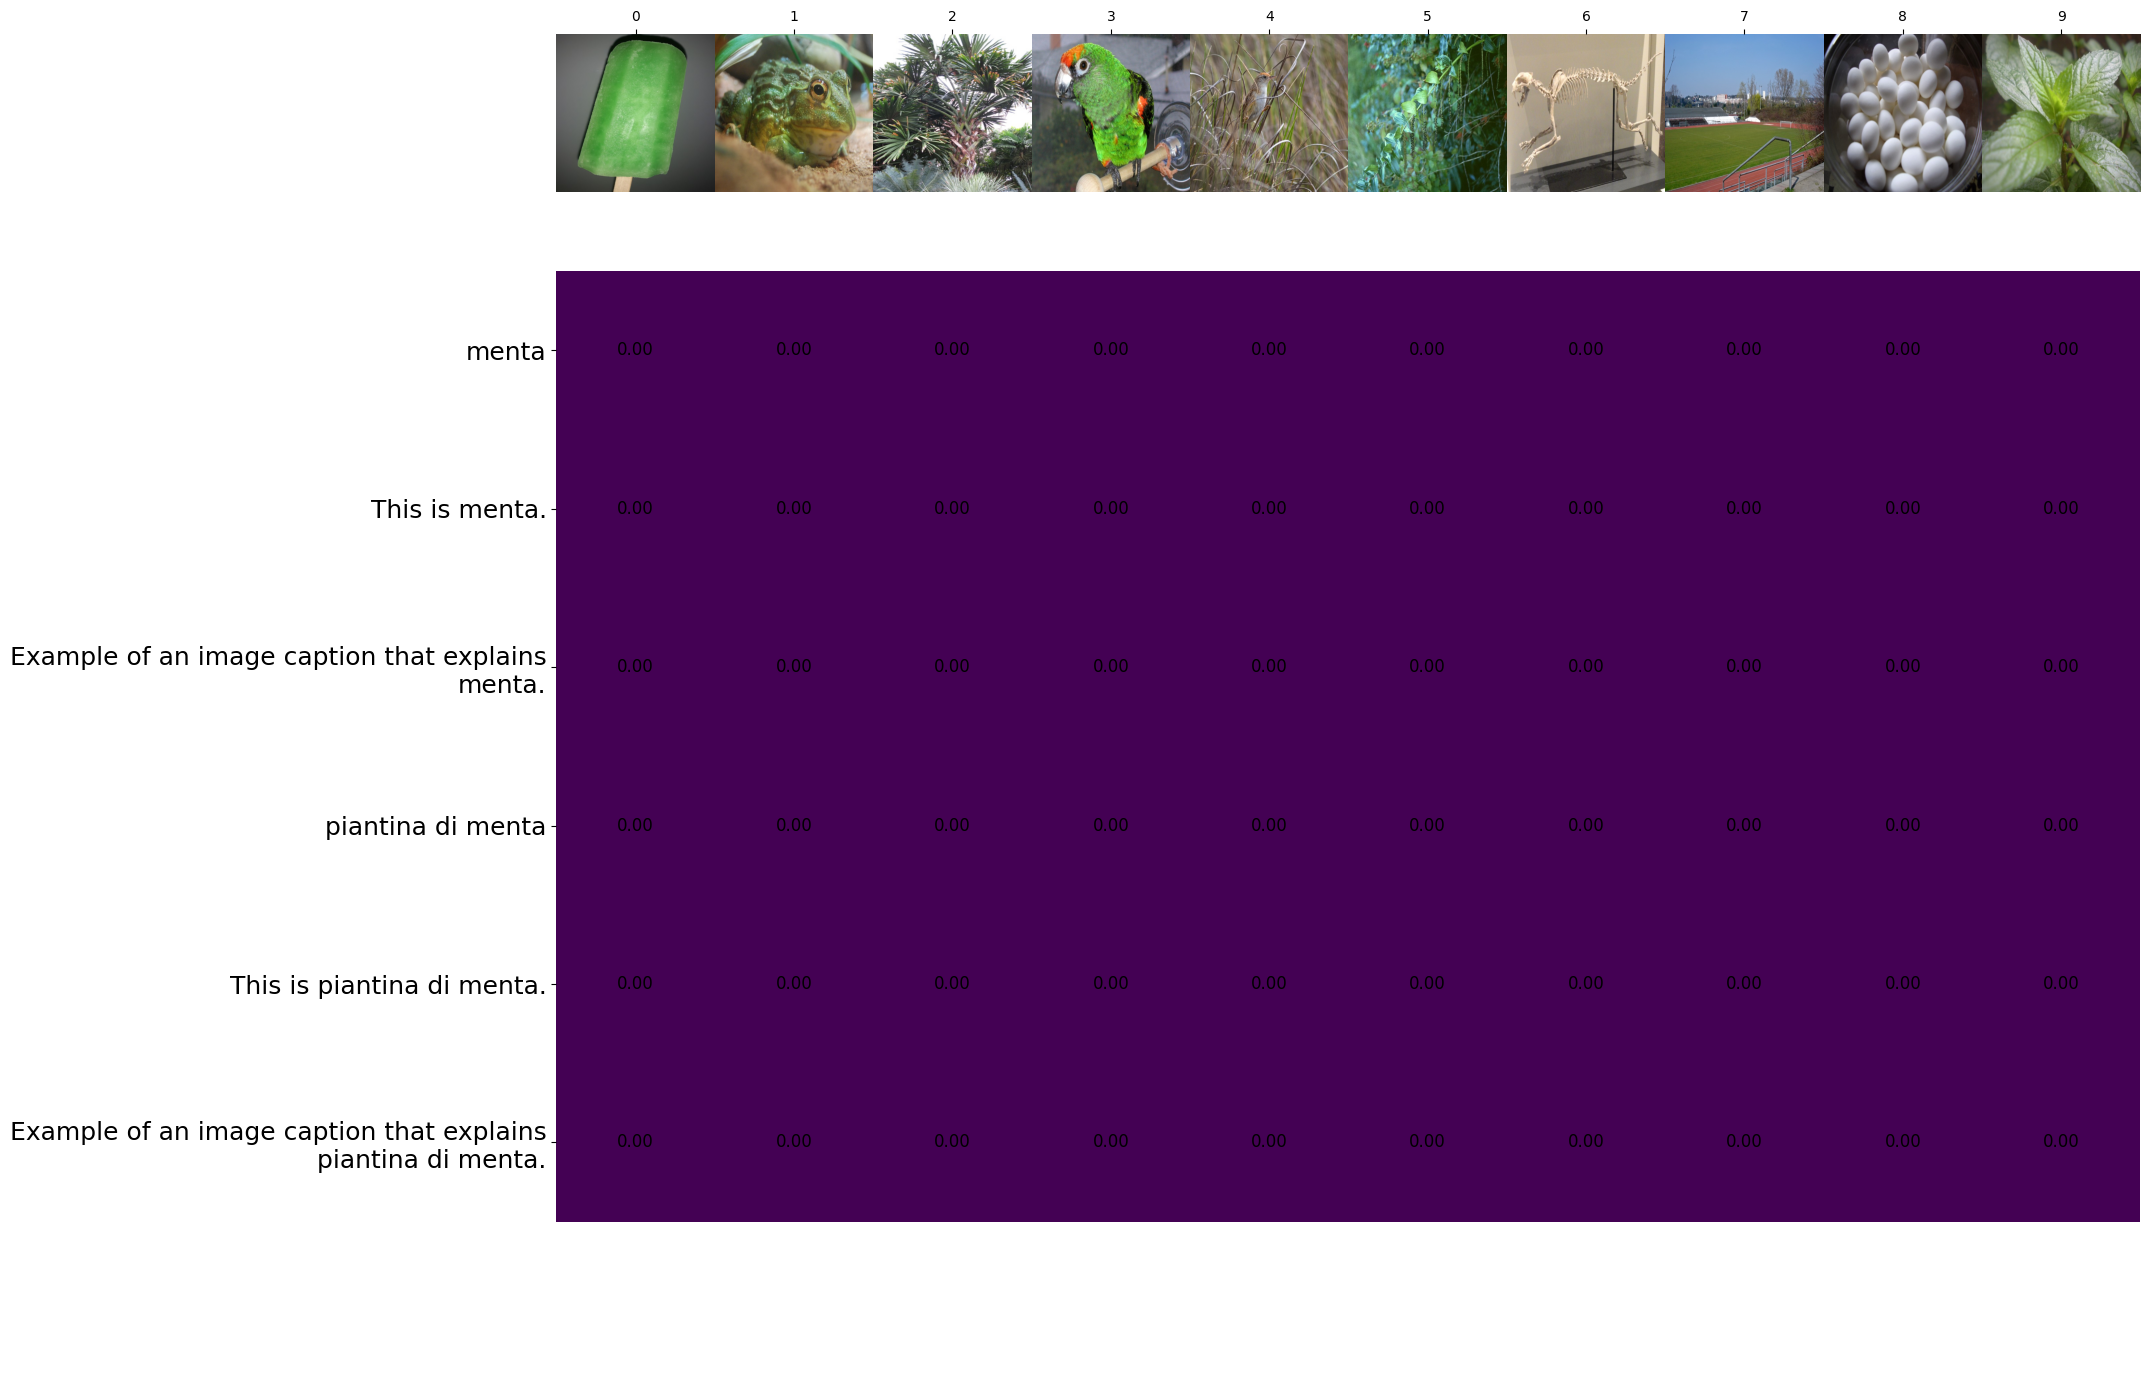 0 1 2 3 4 5 6 7 8 9
menta 0.00 0.00 0.00 0.00 0.00 0.00 0.00 0.00 0.00 0.00
This is menta. 0.00 0.00 0.00 0.00 0.00 0.00 0.00 0.00 0.00 0.00
Example of an image caption that explains
menta. 0.00 0.00 0.00 0.00 0.00 0.00 0.00 0.00 0.00 0.00
piantina di menta 0.00 0.00 0.00 0.00 0.00 0.00 0.00 0.00 0.00 0.00
This is piantina di menta. 0.00 0.00 0.00 0.00 0.00 0.00 0.00 0.00 0.00 0.00
Example of an image caption that explains
piantina di menta. 0.00 0.00 0.00 0.00 0.00 0.00 0.00 0.00 0.00 0.00